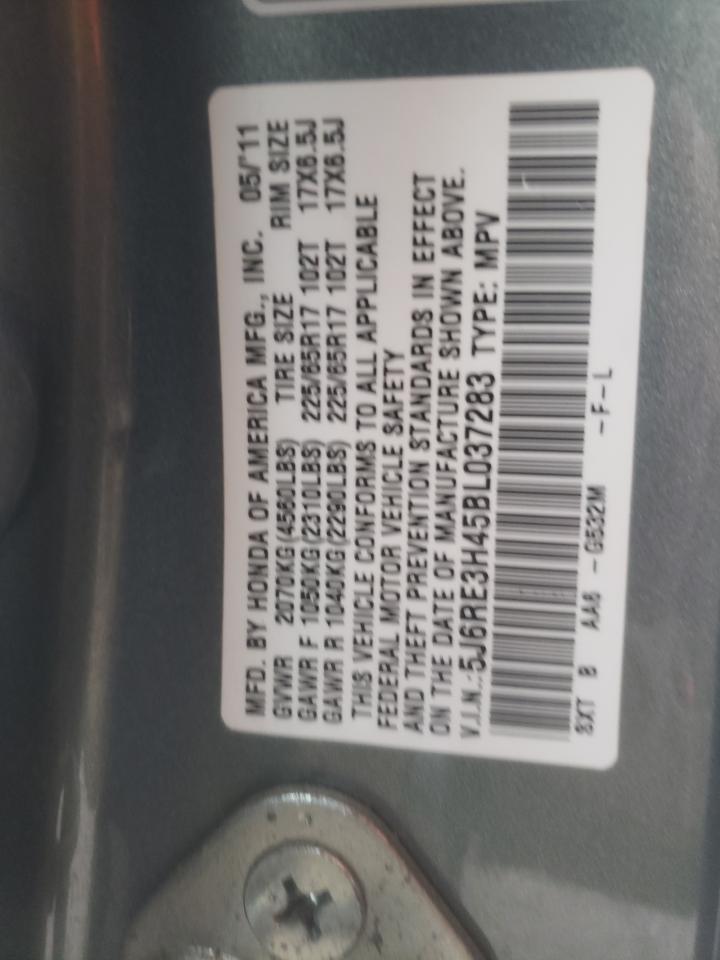 MFD. BY HONDA OF AMERICA MFG., INC. 05/'11
GVWR 2070KG(4560LBS) TIRE SIZE RIM SIZE
GAWR F 1050KG(2310LBS) 225/65R17 102T 17X6.5J
GAWR R 1040KG(2290LBS) 225/65R17 102T 17X6.5J
THIS VEHICLE CONFORMS TO ALL APPLICABLE
FEDERAL MOTOR VEHICLE SAFETY
AND THEFT PREVENTION STANDARDS IN EFFECT
ON THE DATE OF MANUFACTURE SHOWN ABOVE.
V.I.N.:5J6RE3H45BL037283 TYPE: MPV
8XT B AA6 -G532M -F-L